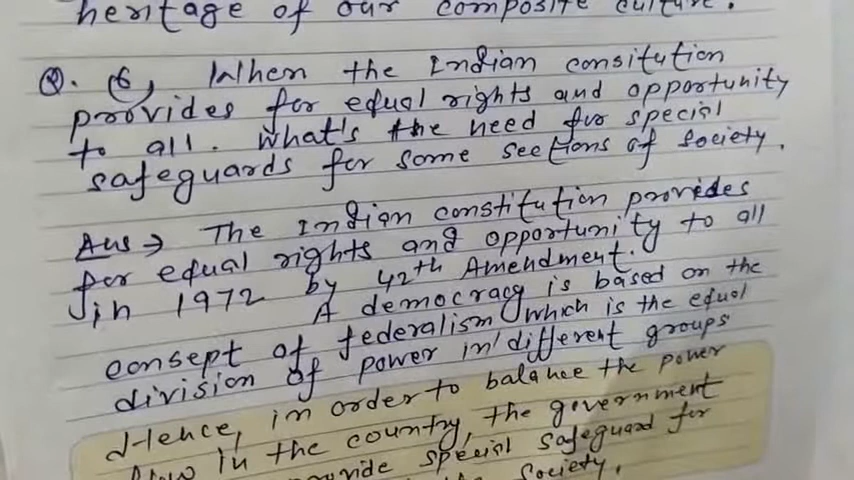 heritage of our composite culture.
Q. 6, When the Indian consitution
provides for equal rights and opportunity
to all. What's the need for special
safeguards for some sections of society.
Ans → The Indian constitution provides
for equal rights and opportunity to all
in 1972 by 42th Amendment.
A democracy is based on the
consept of federalism which is the equal
division of power in different groups
Hence, in order to balance the power
flow in the country, the government
provide special safeguard for
the society.